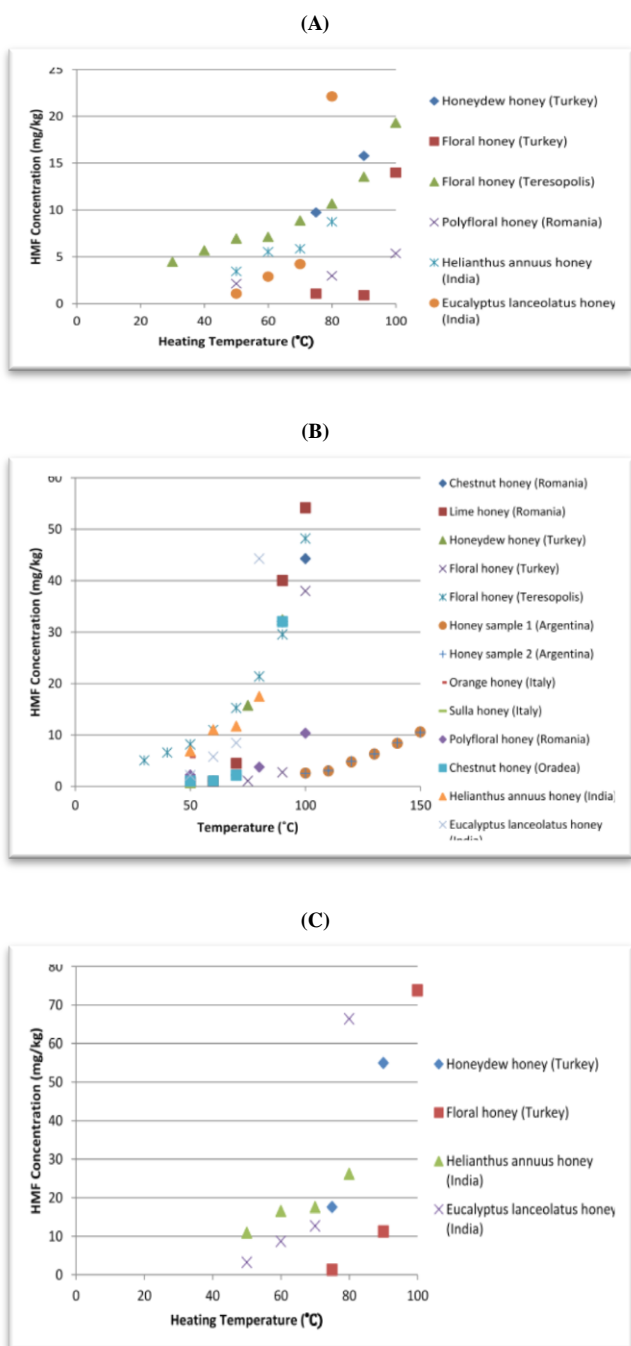 (A)
25
20
15
10
5
0
0
20
40
60
80
100
HMF Concentration (mg/kg)
Heating Temperature (°C)
Honeydew honey (Turkey)
Floral honey (Turkey)
Floral honey (Teresopolis)
Polyfloral honey (Romania)
Helianthus annuus honey
(India)
Eucalyptus lanceolatus honey
(India)
(B)
60
50
40
30
20
10
0
0
50
100
150
HMF Concentration (mg/kg)
Temperature (˚C)
Chestnut honey (Romania)
Lime honey (Romania)
Honeydew honey (Turkey)
Floral honey (Turkey)
Floral honey (Teresopolis)
Honey sample 1 (Argentina)
Honey sample 2 (Argentina)
Orange honey (Italy)
Sulla honey (Italy)
Polyfloral honey (Romania)
Chestnut honey (Oradea)
Helianthus annuus honey (India)
Eucalyptus lanceolatus honey
(India)
(C)
80
70
60
50
40
30
20
10
0
0
20
40
60
80
100
HMF Concentration (mg/kg)
Heating Temperature (°C)
Honeydew honey (Turkey)
Floral honey (Turkey)
Helianthus annuus honey
(India)
Eucalyptus lanceolatus honey
(India)